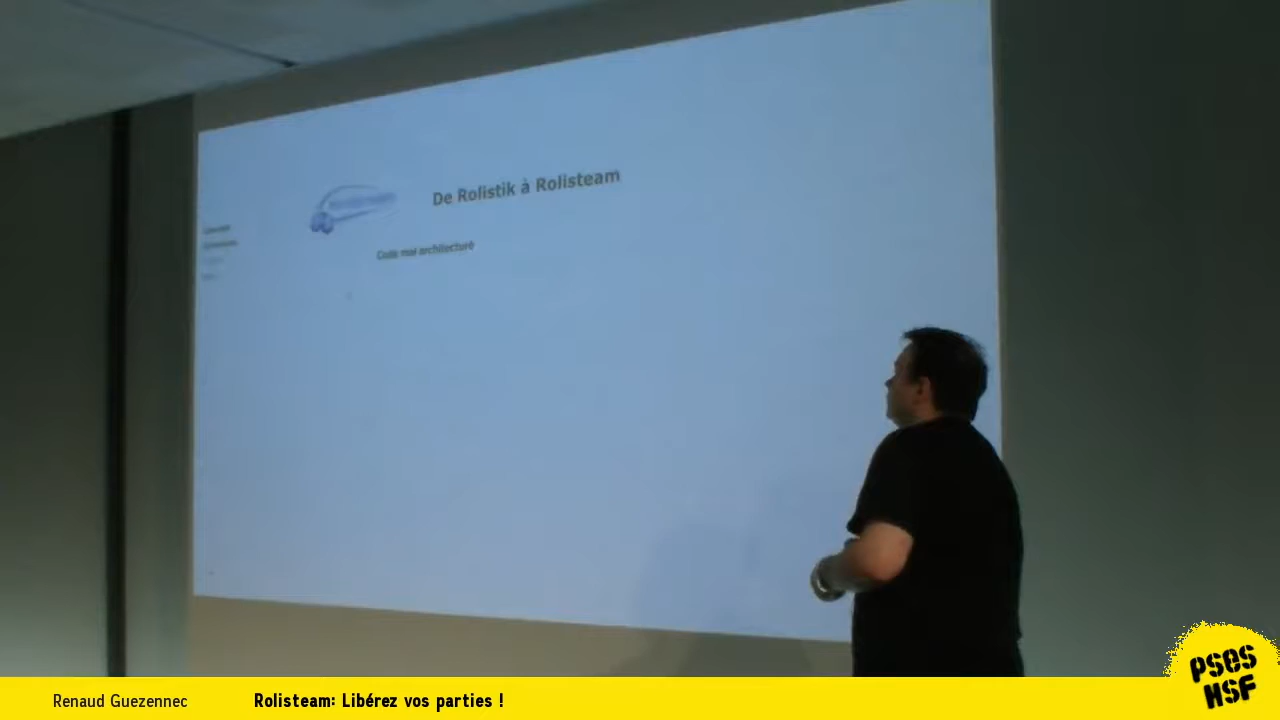 De Rolistik à Rolisteam
Code mal architecturé
Renaud Guezennec
Rolisteam: Libérez vos parties !
PSES
HSF